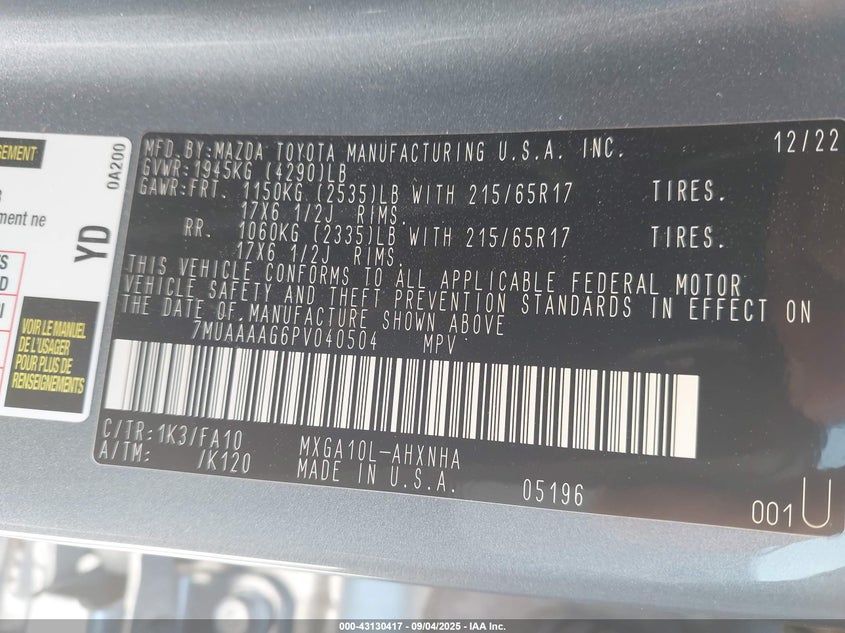 GEMENT
ment ne
VOIR LE MANUEL
DE L'USAGER
POUR PLUS DE
RENSEIGNEMENTS
YD
0A200
MFD. BY: MAZDA TOYOTA MANUFACTURING U.S.A. INC. 12/22
GVWR: 1945KG (4290)LB
GAWR: FRT. 1150KG (2535)LB WITH 215/65R17 TIRES.
17X6 1/2J RIMS.
RR. 1060KG (2335)LB WITH 215/65R17 TIRES.
17X6 1/2J RIMS.
THIS VEHICLE CONFORMS TO ALL APPLICABLE FEDERAL MOTOR
VEHICLE SAFETY AND THEFT PREVENTION STANDARDS IN EFFECT ON
THE DATE OF MANUFACTURE SHOWN ABOVE
7MUAAAAG6PV040504 MPV
C/TR: 1K3/FA10 MXGA10L-AHXNHA
A/TM: /K120 MADE IN U.S.A. 05196 001 U
000-43130417 - 09/04/2025 - IAA Inc.